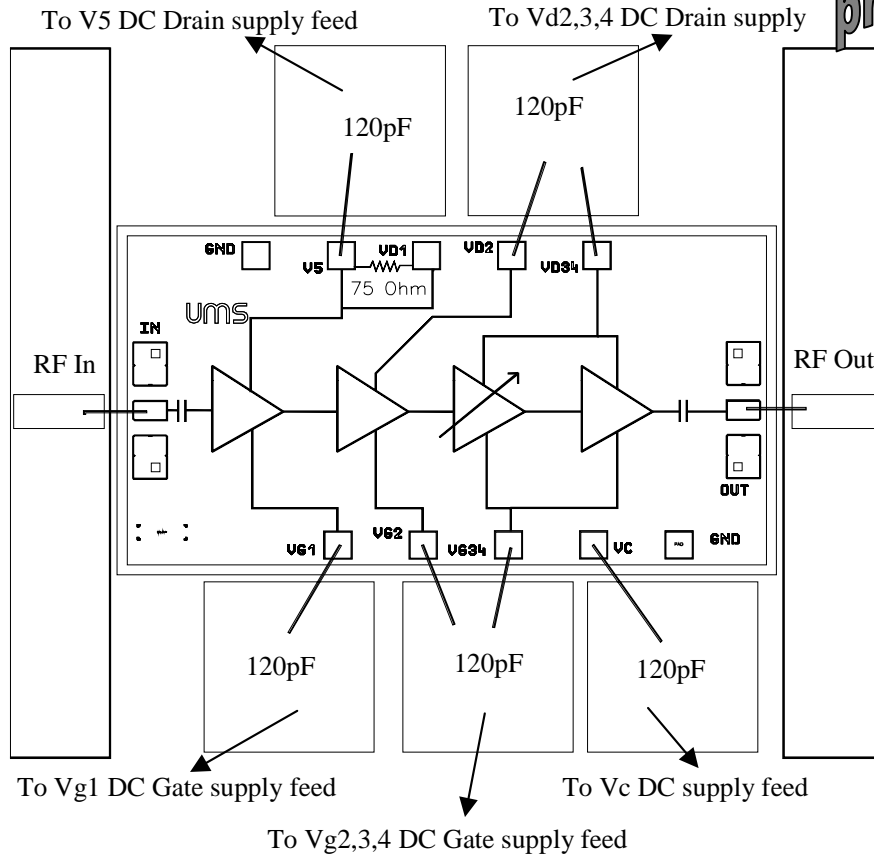 To V5 DC Drain supply feed
To Vd2,3,4 DC Drain supply
120pF
120pF
GND
V5
VD1
VD2
VD34
75 Ohm
UMS
IN
RF In
RF Out
OUT
VG1
VG2
VG34
VC
PAD
GND
120pF
120pF
120pF
To Vg1 DC Gate supply feed
To Vc DC supply feed
To Vg2,3,4 DC Gate supply feed